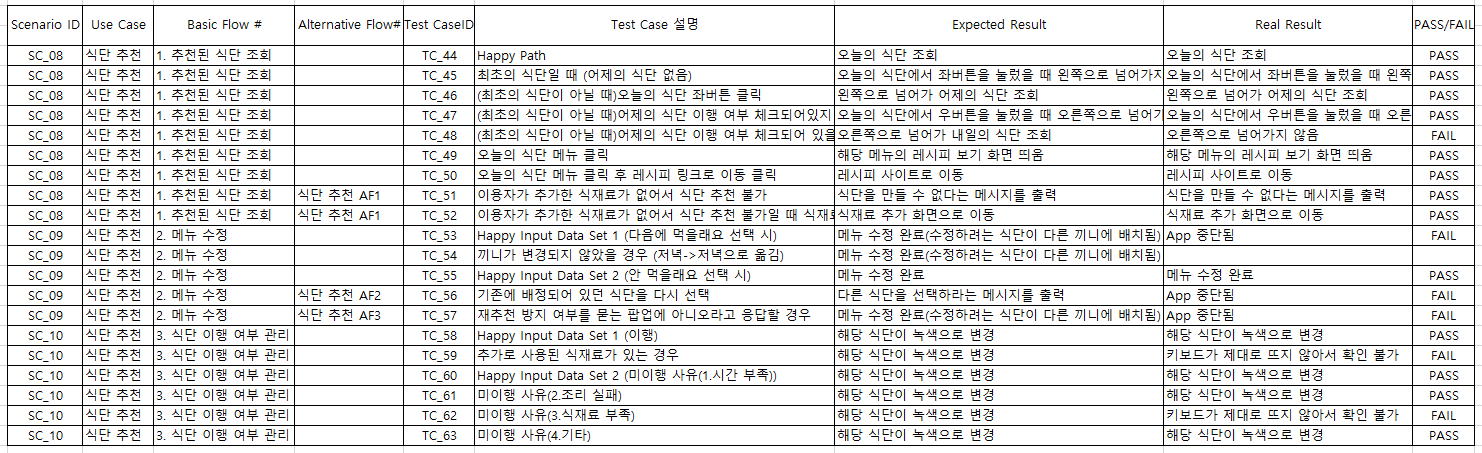 Scenario ID Use Case Basic Flow # Alternative Flow# Test CaseID Test Case 설명 Expected Result Real Result PASS/FAIL
SC_08 식단 추천 1. 추천된 식단 조회 TC_44 Happy Path 오늘의 식단 조회 오늘의 식단 조회 PASS
SC_08 식단 추천 1. 추천된 식단 조회 TC_45 최초의 식단일 때 (어제의 식단 없음) 오늘의 식단에서 좌버튼을 눌렀을 때 왼쪽으로 넘어가지 오늘의 식단에서 좌버튼을 눌렀을 때 왼쪽 PASS
SC_08 식단 추천 1. 추천된 식단 조회 TC_46 (최초의 식단이 아닐 때)오늘의 식단 좌버튼 클릭 왼쪽으로 넘어가 어제의 식단 조회 왼쪽으로 넘어가 어제의 식단 조회 PASS
SC_08 식단 추천 1. 추천된 식단 조회 TC_47 (최초의 식단이 아닐 때)어제의 식단 이행 여부 체크되어있지 오늘의 식단에서 우버튼을 눌렀을 때 오른쪽으로 넘어가 오늘의 식단에서 우버튼을 눌렀을 때 오른 PASS
SC_08 식단 추천 1. 추천된 식단 조회 TC_48 (최초의 식단이 아닐 때)어제의 식단 이행 여부 체크되어 있을 오른쪽으로 넘어가 내일의 식단 조회 오른쪽으로 넘어가지 않음 FAIL
SC_08 식단 추천 1. 추천된 식단 조회 TC_49 오늘의 식단 메뉴 클릭 해당 메뉴의 레시피 보기 화면 띄움 해당 메뉴의 레시피 보기 화면 띄움 PASS
SC_08 식단 추천 1. 추천된 식단 조회 TC_50 오늘의 식단 메뉴 클릭 후 레시피 링크로 이동 클릭 레시피 사이트로 이동 레시피 사이트로 이동 PASS
SC_08 식단 추천 1. 추천된 식단 조회 식단 추천 AF1 TC_51 이용자가 추가한 식재료가 없어서 식단 추천 불가 식단을 만들 수 없다는 메시지를 출력 식단을 만들 수 없다는 메시지를 출력 PASS
SC_08 식단 추천 1. 추천된 식단 조회 식단 추천 AF1 TC_52 이용자가 추가한 식재료가 없어서 식단 추천 불가일 때 식재료 식재료 추가 화면으로 이동 식재료 추가 화면으로 이동 PASS
SC_09 식단 추천 2. 메뉴 수정 TC_53 Happy Input Data Set 1 (다음에 먹을래요 선택 시) 메뉴 수정 완료(수정하려는 식단이 다른 끼니에 배치됨) App 중단됨 FAIL
SC_09 식단 추천 2. 메뉴 수정 TC_54 끼니가 변경되지 않았을 경우 (저녁->저녁으로 옮김) 메뉴 수정 완료(수정하려는 식단이 다른 끼니에 배치됨)
SC_09 식단 추천 2. 메뉴 수정 TC_55 Happy Input Data Set 2 (안 먹을래요 선택 시) 메뉴 수정 완료 메뉴 수정 완료 PASS
SC_09 식단 추천 2. 메뉴 수정 식단 추천 AF2 TC_56 기존에 배정되어 있던 식단을 다시 선택 다른 식단을 선택하라는 메시지를 출력 App 중단됨 FAIL
SC_09 식단 추천 2. 메뉴 수정 식단 추천 AF3 TC_57 재추천 방지 여부를 묻는 팝업에 아니오라고 응답할 경우 메뉴 수정 완료(수정하려는 식단이 다른 끼니에 배치됨) App 중단됨 FAIL
SC_10 식단 추천 3. 식단 이행 여부 관리 TC_58 Happy Input Data Set 1 (이행) 해당 식단이 녹색으로 변경 해당 식단이 녹색으로 변경 PASS
SC_10 식단 추천 3. 식단 이행 여부 관리 TC_59 추가로 사용된 식재료가 있는 경우 해당 식단이 녹색으로 변경 키보드가 제대로 뜨지 않아서 확인 불가 FAIL
SC_10 식단 추천 3. 식단 이행 여부 관리 TC_60 Happy Input Data Set 2 (미이행 사유(1.시간 부족)) 해당 식단이 녹색으로 변경 해당 식단이 녹색으로 변경 PASS
SC_10 식단 추천 3. 식단 이행 여부 관리 TC_61 미이행 사유(2.조리 실패) 해당 식단이 녹색으로 변경 해당 식단이 녹색으로 변경 PASS
SC_10 식단 추천 3. 식단 이행 여부 관리 TC_62 미이행 사유(3.식재료 부족) 해당 식단이 녹색으로 변경 키보드가 제대로 뜨지 않아서 확인 불가 FAIL
SC_10 식단 추천 3. 식단 이행 여부 관리 TC_63 미이행 사유(4.기타) 해당 식단이 녹색으로 변경 해당 식단이 녹색으로 변경 PASS